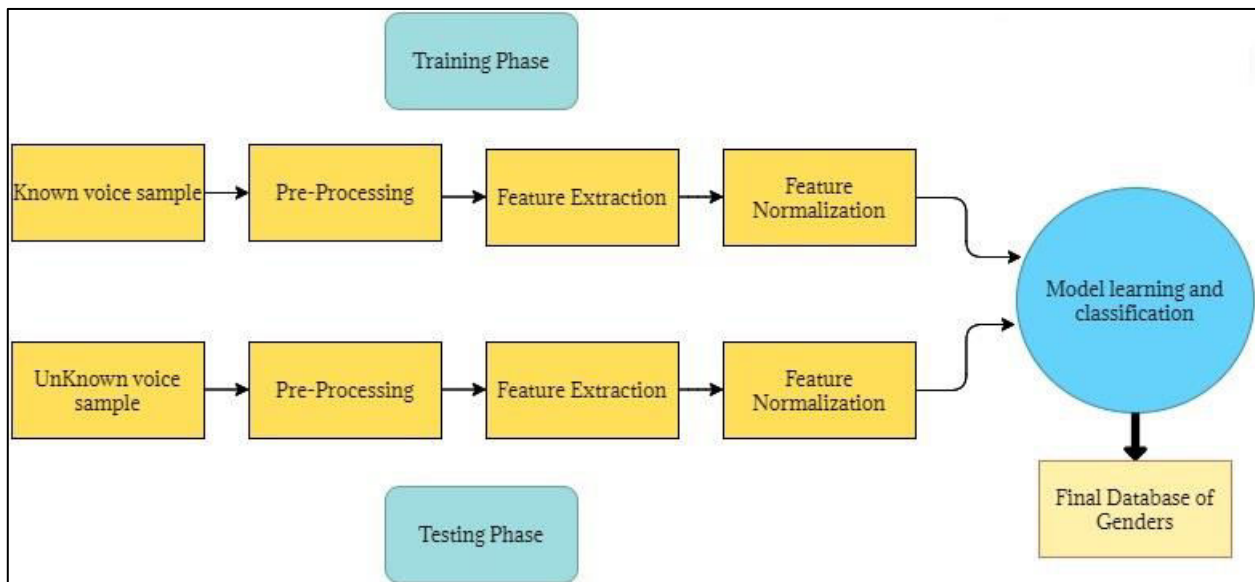 Training Phase
Known voice sample
Pre-Processing
Feature Extraction
Feature
Normalization
Model learning and
classification
UnKnown voice
sample
Pre-Processing
Feature Extraction
Feature
Normalization
Final Database of
Genders
Testing Phase